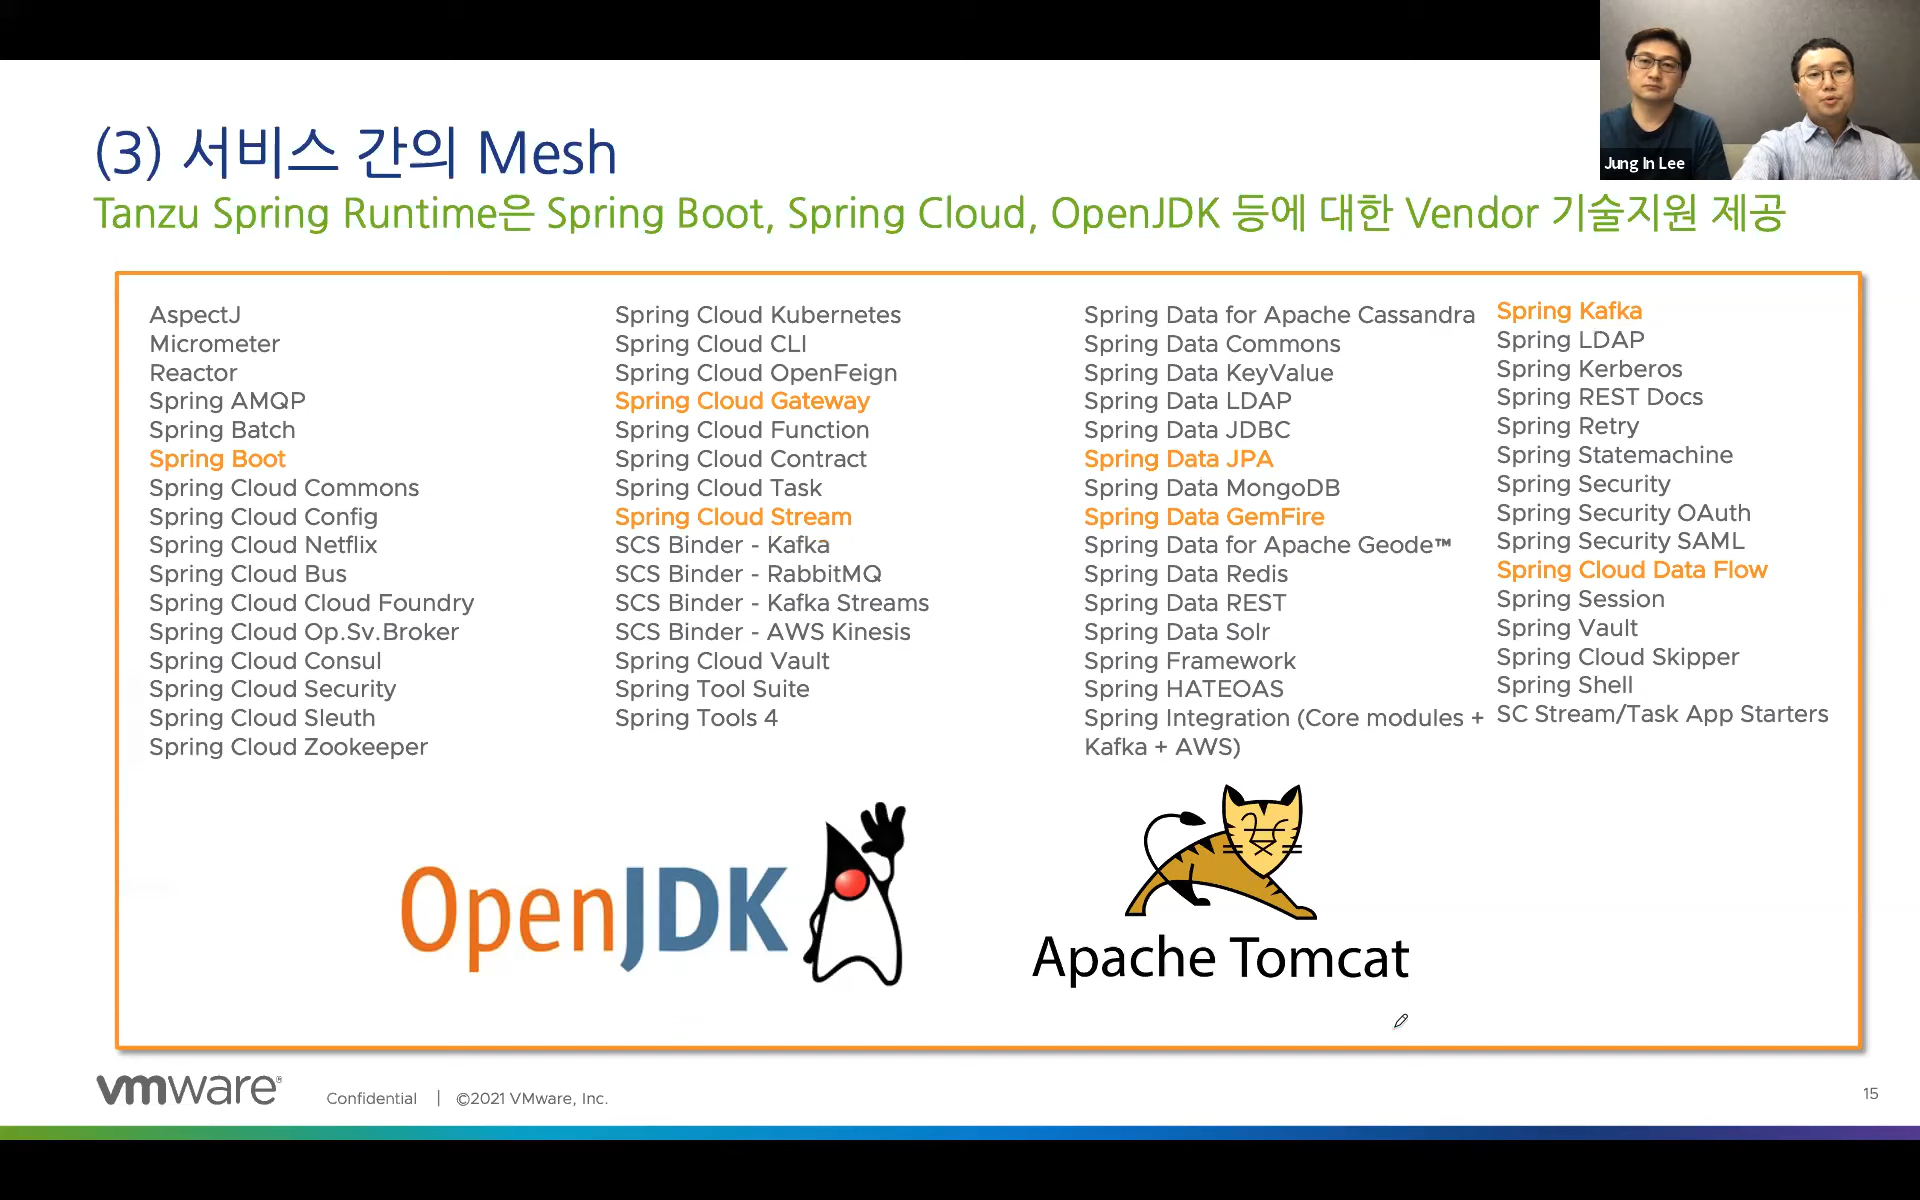 Jung In Lee
(3) 서비스 간의 Mesh
Tanzu Spring Runtime은 Spring Boot, Spring Cloud, OpenJDK 등에 대한 Vendor 기술지원 제공
AspectJ
Micrometer
Reactor
Spring AMQP
Spring Batch
Spring Boot
Spring Cloud Commons
Spring Cloud Config
Spring Cloud Netflix
Spring Cloud Bus
Spring Cloud Cloud Foundry
Spring Cloud Op.Sv.Broker
Spring Cloud Consul
Spring Cloud Security
Spring Cloud Sleuth
Spring Cloud Zookeeper
Spring Cloud Kubernetes
Spring Cloud CLI
Spring Cloud OpenFeign
Spring Cloud Gateway
Spring Cloud Function
Spring Cloud Contract
Spring Cloud Task
Spring Cloud Stream
SCS Binder - Kafka
SCS Binder - RabbitMQ
SCS Binder - Kafka Streams
SCS Binder - AWS Kinesis
Spring Cloud Vault
Spring Tool Suite
Spring Tools 4
Spring Data for Apache Cassandra
Spring Data Commons
Spring Data KeyValue
Spring Data LDAP
Spring Data JDBC
Spring Data JPA
Spring Data MongoDB
Spring Data GemFire
Spring Data for Apache Geode™
Spring Data Redis
Spring Data REST
Spring Data Solr
Spring Framework
Spring HATEOAS
Spring Integration (Core modules +
Kafka + AWS)
Spring Kafka
Spring LDAP
Spring Kerberos
Spring REST Docs
Spring Retry
Spring Statemachine
Spring Security
Spring Security OAuth
Spring Security SAML
Spring Cloud Data Flow
Spring Session
Spring Vault
Spring Cloud Skipper
Spring Shell
SC Stream/Task App Starters
OpenJDK
Apache Tomcat
vmware® Confidential | ©2021 VMware, Inc.
15